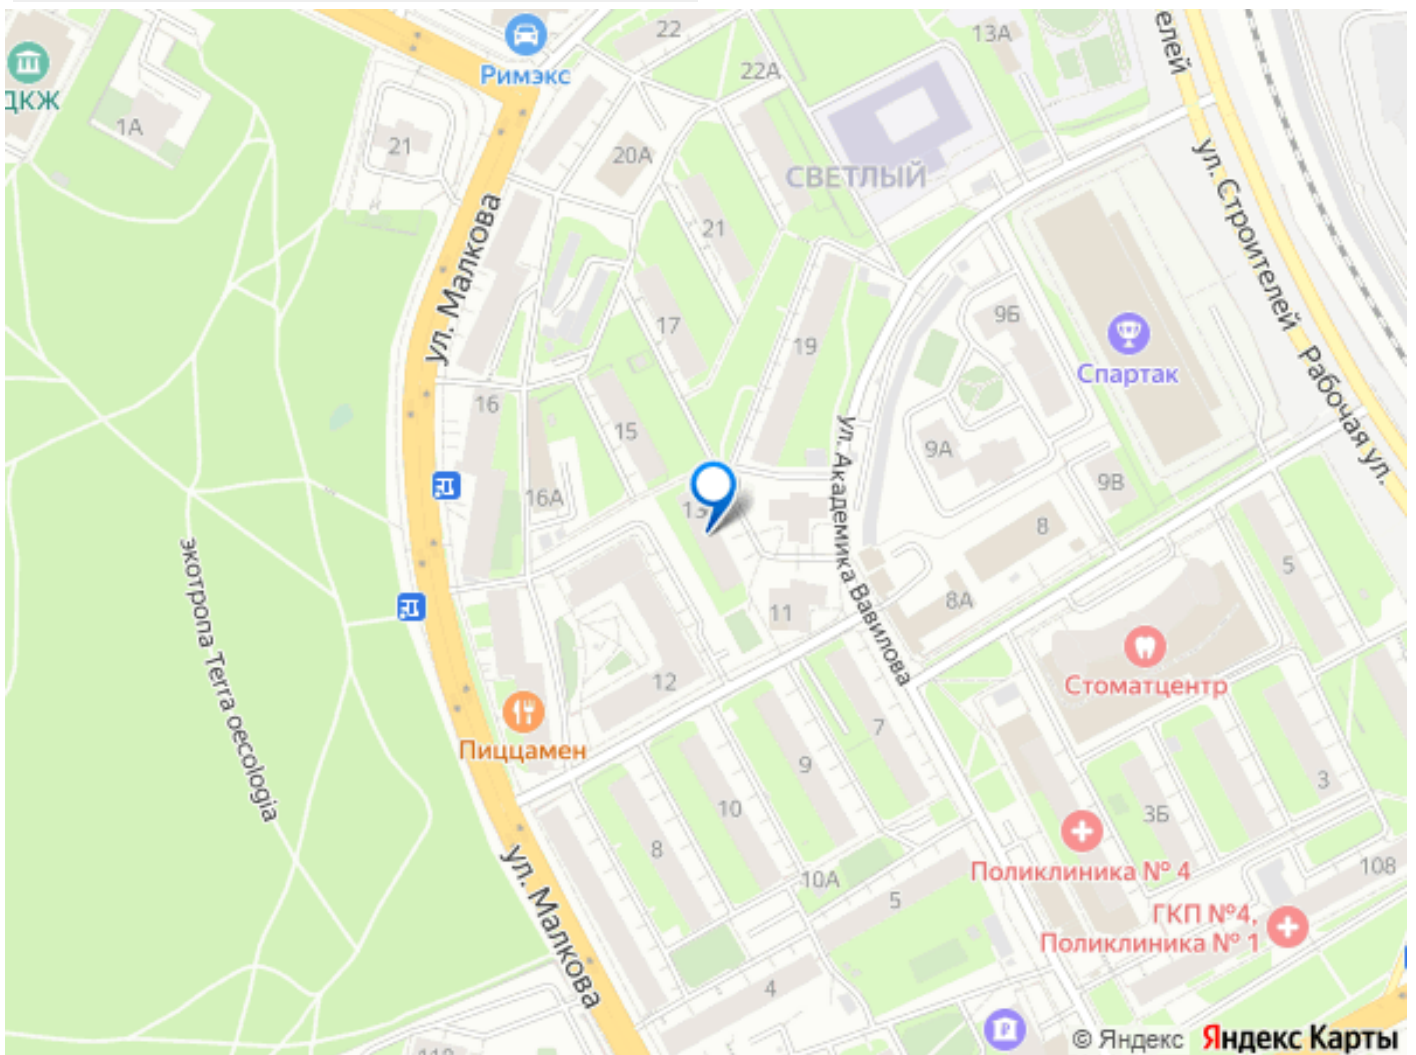 22
13А
елей
Римэкс
22А
ДКЖ
1А
21
20А
СВЕТЛЫЙ
ул. Строителей
ул. Малкова
21
17
9Б
19
Спартак
Рабочая ул.
16
15
ул. Академика Вавилова
9А
16А
9В
13
8
экотропа Terra oecologia
5
11
8А
Стоматцентр
12
7
Пиццамен
9
3
10
3Б
8
Поликлиника № 4
10А
108
5
ул. Малкова
ГКП №4,
Поликлиника № 1
4
© Яндекс Яндекс Карты